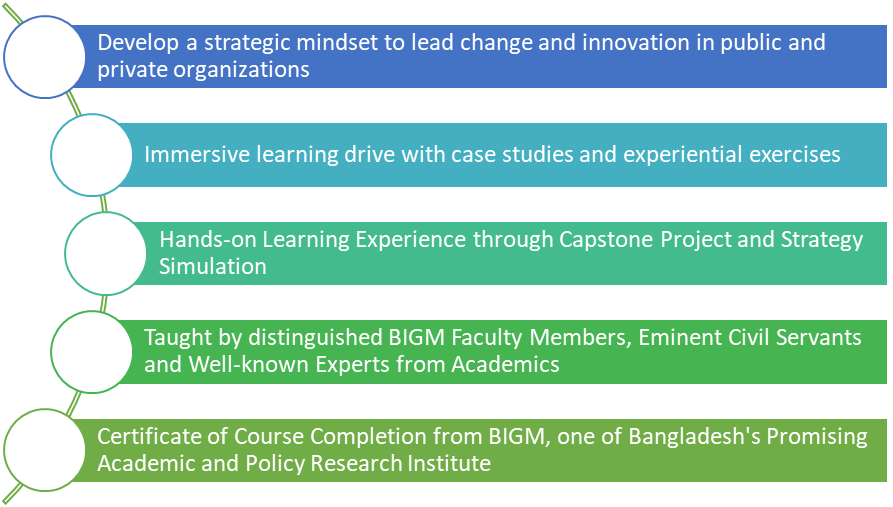 Develop a strategic mindset to lead change and innovation in public and
private organizations
Immersive learning drive with case studies and experiential exercises
Hands-on Learning Experience through Capstone Project and Strategy
Simulation
Taught by distinguished BIGM Faculty Members, Eminent Civil Servants
and Well-known Experts from Academics
Certificate of Course Completion from BIGM, one of Bangladesh's Promising
Academic and Policy Research Institute